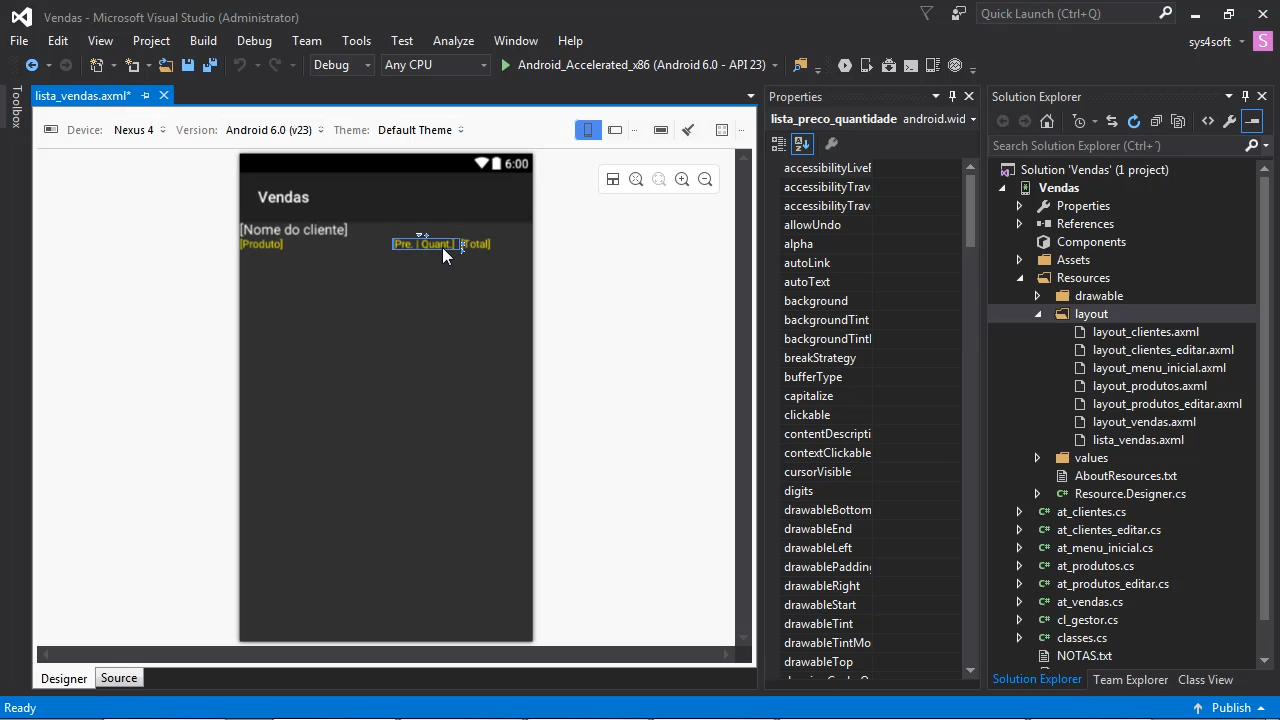 Vendas - Microsoft Visual Studio (Administrator)
Quick Launch (Ctrl+Q)
File Edit View Project Build Debug Team Tools Test Analyze Window Help
sys4soft
S
Debug Any CPU Android_Accelerated_x86 (Android 6.0 - API 23)
Toolbox
lista_vendas.axml*
Device: Nexus 4 Version: Android 6.0 (v23) Theme: Default Theme
6:00
Vendas
[Nome do cliente]
[Produto] [Pre. | Quant.] [Total]
Designer Source
Properties
lista_preco_quantidade android.wid
accessibilityLiveF
accessibilityTrave
accessibilityTrave
allowUndo
alpha
autoLink
autoText
background
backgroundTint
backgroundTintI
breakStrategy
bufferType
capitalize
clickable
contentDescripti
contextClickable
cursorVisible
digits
drawableBottom
drawableEnd
drawableLeft
drawablePadding
drawableRight
drawableStart
drawableTint
drawableTintMo
drawableTop
Solution Explorer
Search Solution Explorer (Ctrl+´)
Solution 'Vendas' (1 project)
Vendas
Properties
References
Components
Assets
Resources
drawable
layout
layout_clientes.axml
layout_clientes_editar.axml
layout_menu_inicial.axml
layout_produtos.axml
layout_produtos_editar.axml
layout_vendas.axml
lista_vendas.axml
values
AboutResources.txt
Resource.Designer.cs
at_clientes.cs
at_clientes_editar.cs
at_menu_inicial.cs
at_produtos.cs
at_produtos_editar.cs
at_vendas.cs
cl_gestor.cs
classes.cs
NOTAS.txt
Solution Explorer Team Explorer Class View
Ready
Publish